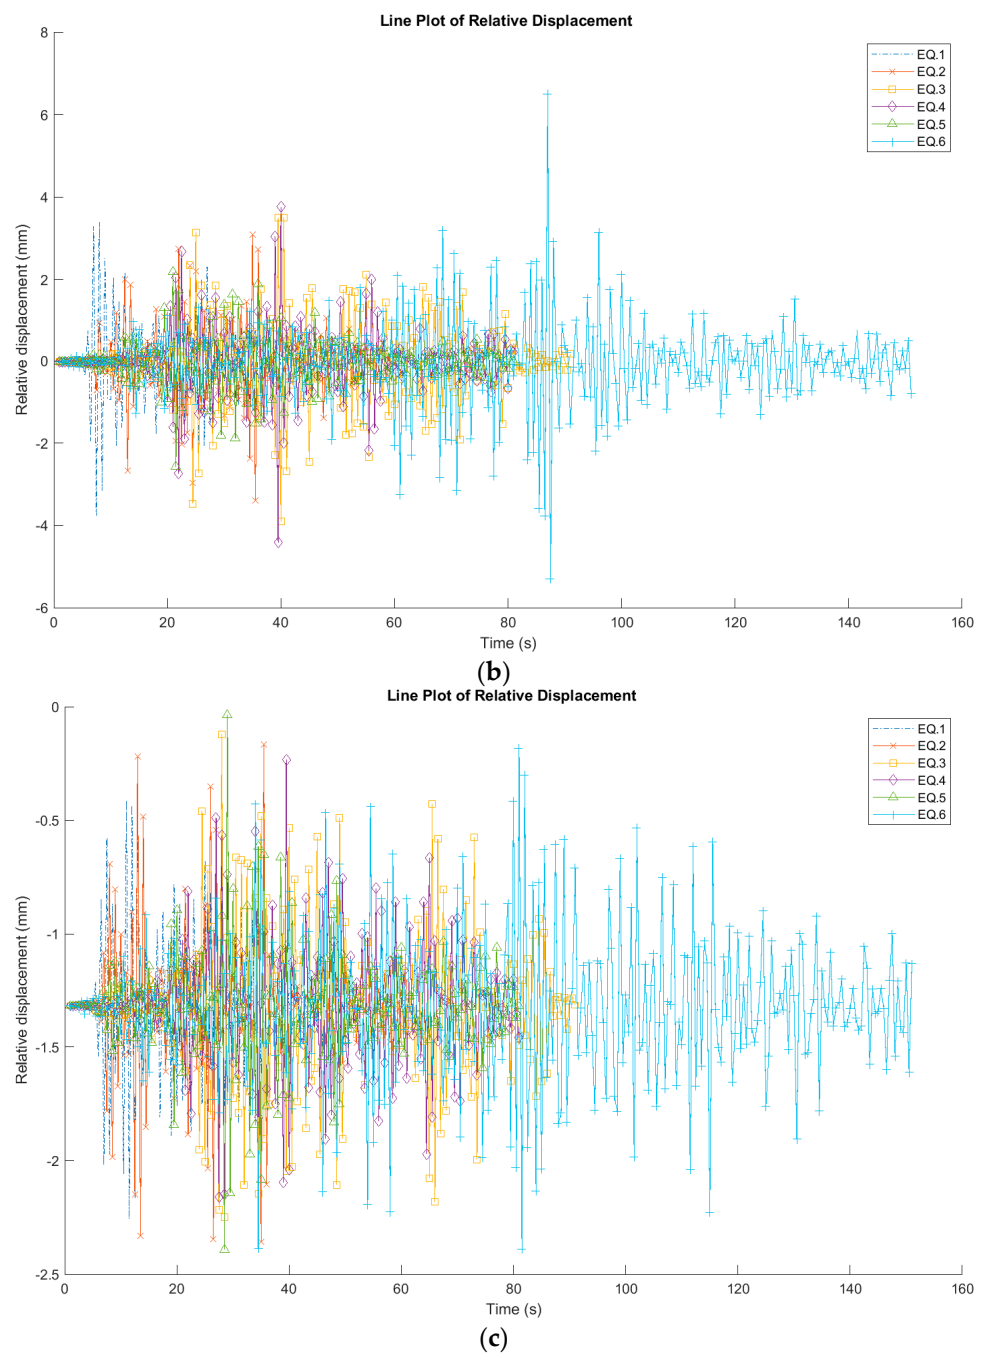 Line Plot of Relative Displacement
8
6
4
2
0
-2
-4
-6
Relative displacement (mm)
0 20 40 60 80 100 120 140 160
Time (s)
EQ.1
EQ.2
EQ.3
EQ.4
EQ.5
EQ.6
(b)
Line Plot of Relative Displacement
0
-0.5
-1
-1.5
-2
-2.5
Relative displacement (mm)
0 20 40 60 80 100 120 140 160
Time (s)
EQ.1
EQ.2
EQ.3
EQ.4
EQ.5
EQ.6
(c)